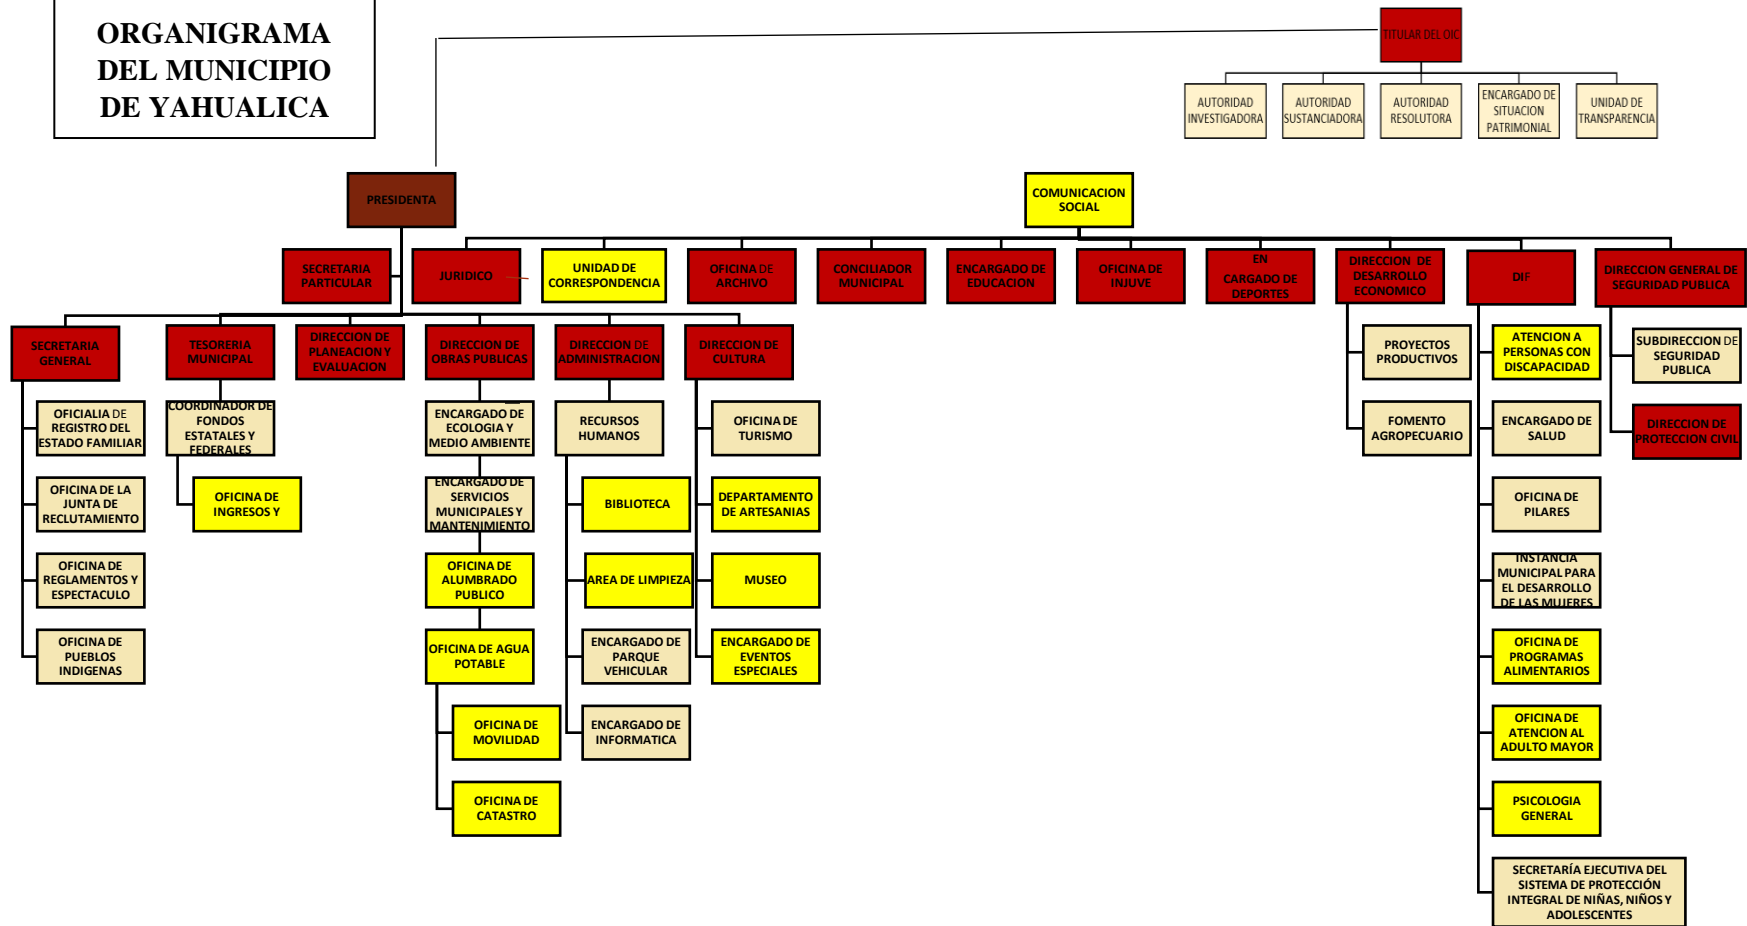 ORGANIGRAMA
DEL MUNICIPIO
DE YAHUALICA
TITULAR DEL OIC
AUTORIDAD
INVESTIGADORA
AUTORIDAD
SUSTANCIADORA
AUTORIDAD
RESOLUTORA
ENCARGADO DE
SITUACION
PATRIMONIAL
UNIDAD DE
TRANSPARENCIA
PRESIDENTA
COMUNICACION
SOCIAL
SECRETARIA
PARTICULAR
JURIDICO
UNIDAD DE
CORRESPONDENCIA
OFICINA DE
ARCHIVO
CONCILIADOR
MUNICIPAL
ENCARGADO DE
EDUCACION
OFICINA DE
INJUVE
EN
CARGADO DE
DEPORTES
DIRECCION DE
DESARROLLO
ECONOMICO
DIF
DIRECCION GENERAL DE
SEGURIDAD PUBLICA
SECRETARIA
GENERAL
TESORERIA
MUNICIPAL
DIRECCION DE
PLANEACION Y
EVALUACION
DIRECCION DE
OBRAS PUBLICAS
DIRECCION DE
ADMINISTRACION
DIRECCION DE
CULTURA
PROYECTOS
PRODUCTIVOS
ATENCION A
PERSONAS CON
DISCAPACIDAD
SUBDIRECCION DE
SEGURIDAD
PUBLICA
OFICIALIA DE
REGISTRO DEL
ESTADO FAMILIAR
COORDINADOR DE
FONDOS
ESTATALES Y
FEDERALES
ENCARGADO DE
ECOLOGIA Y
MEDIO AMBIENTE
RECURSOS
HUMANOS
OFICINA DE
TURISMO
FOMENTO
AGROPECUARIO
ENCARGADO DE
SALUD
DIRECCION DE
PROTECCION CIVIL
OFICINA DE LA
JUNTA DE
RECLUTAMIENTO
OFICINA DE
INGRESOS Y
ENCARGADO DE
SERVICIOS
MUNICIPALES Y
MANTENIMIENTO
BIBLIOTECA
DEPARTAMENTO
DE ARTESANIAS
OFICINA DE
PILARES
OFICINA DE
REGLAMENTOS Y
ESPECTACULO
OFICINA DE
ALUMBRADO
PUBLICO
AREA DE LIMPIEZA
MUSEO
INSTANCIA
MUNICIPAL PARA
EL DESARROLLO
DE LAS MUJERES
OFICINA DE
PUEBLOS
INDIGENAS
OFICINA DE AGUA
POTABLE
ENCARGADO DE
PARQUE
VEHICULAR
ENCARGADO DE
EVENTOS
ESPECIALES
OFICINA DE
PROGRAMAS
ALIMENTARIOS
OFICINA DE
MOVILIDAD
ENCARGADO DE
INFORMATICA
OFICINA DE
ATENCION AL
ADULTO MAYOR
OFICINA DE
CATASTRO
PSICOLOGIA
GENERAL
SECRETARÍA EJECUTIVA DEL
SISTEMA DE PROTECCIÓN
INTEGRAL DE NIÑAS, NIÑOS Y
ADOLESCENTES